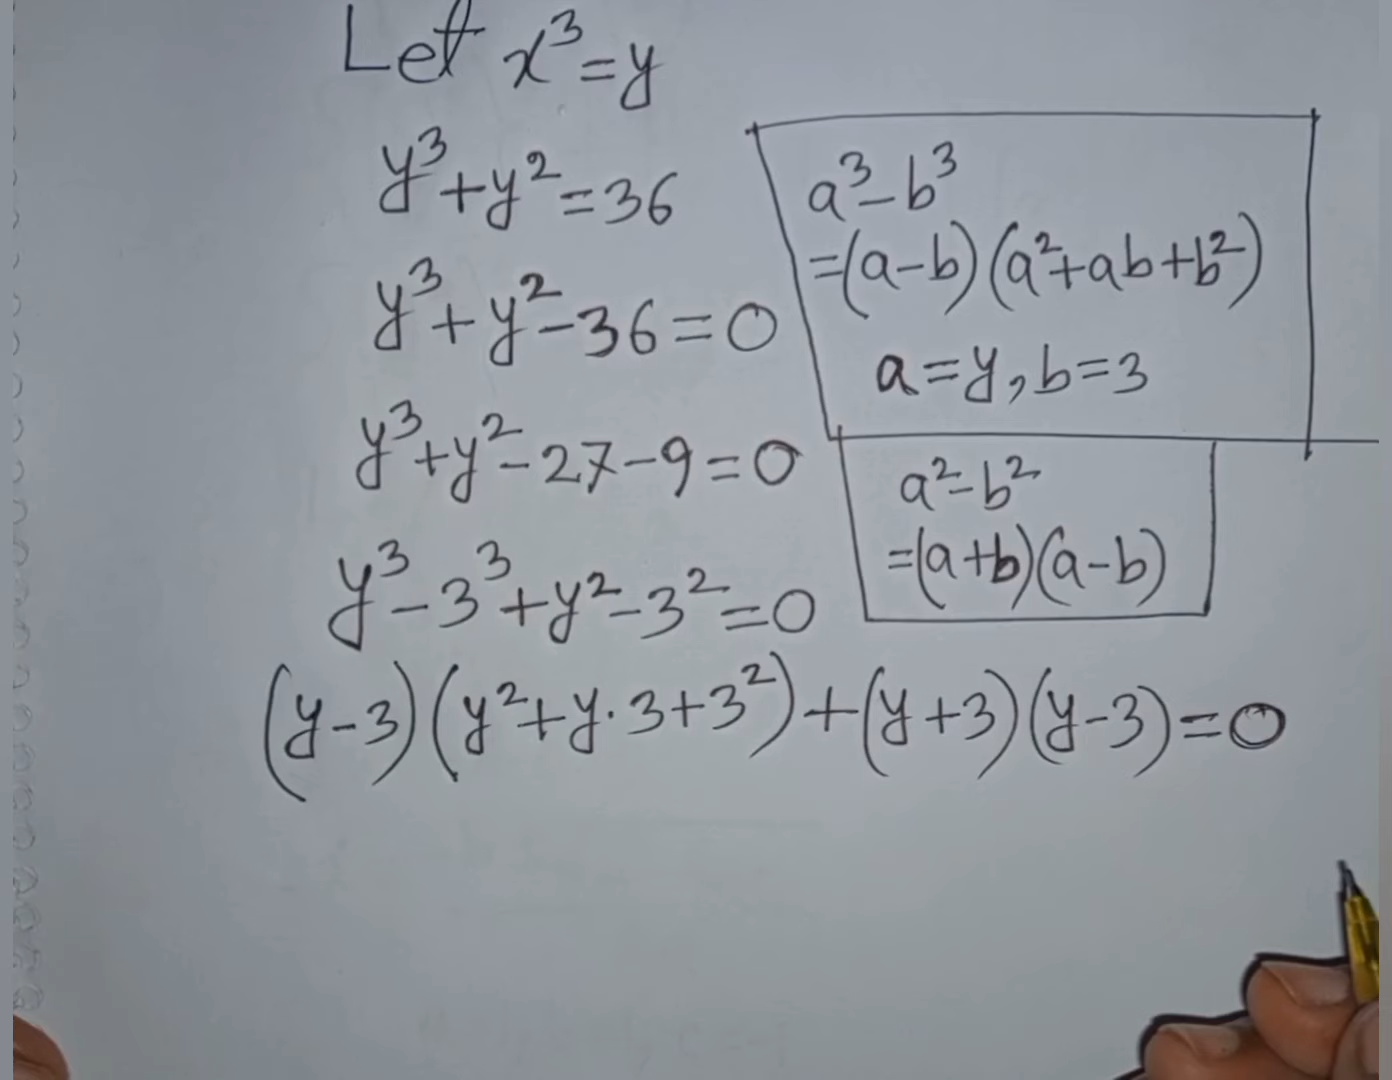 Let x³=y
y³+y²=36
y³+y²-36=0
y³+y²-27-9=0
y³-3³+y²-3²=0
(y-3)(y²+y·3+3²)+(y+3)(y-3)=0
a³-b³
=(a-b)(a²+ab+b²)
a=y,b=3
a²-b²
=(a+b)(a-b)